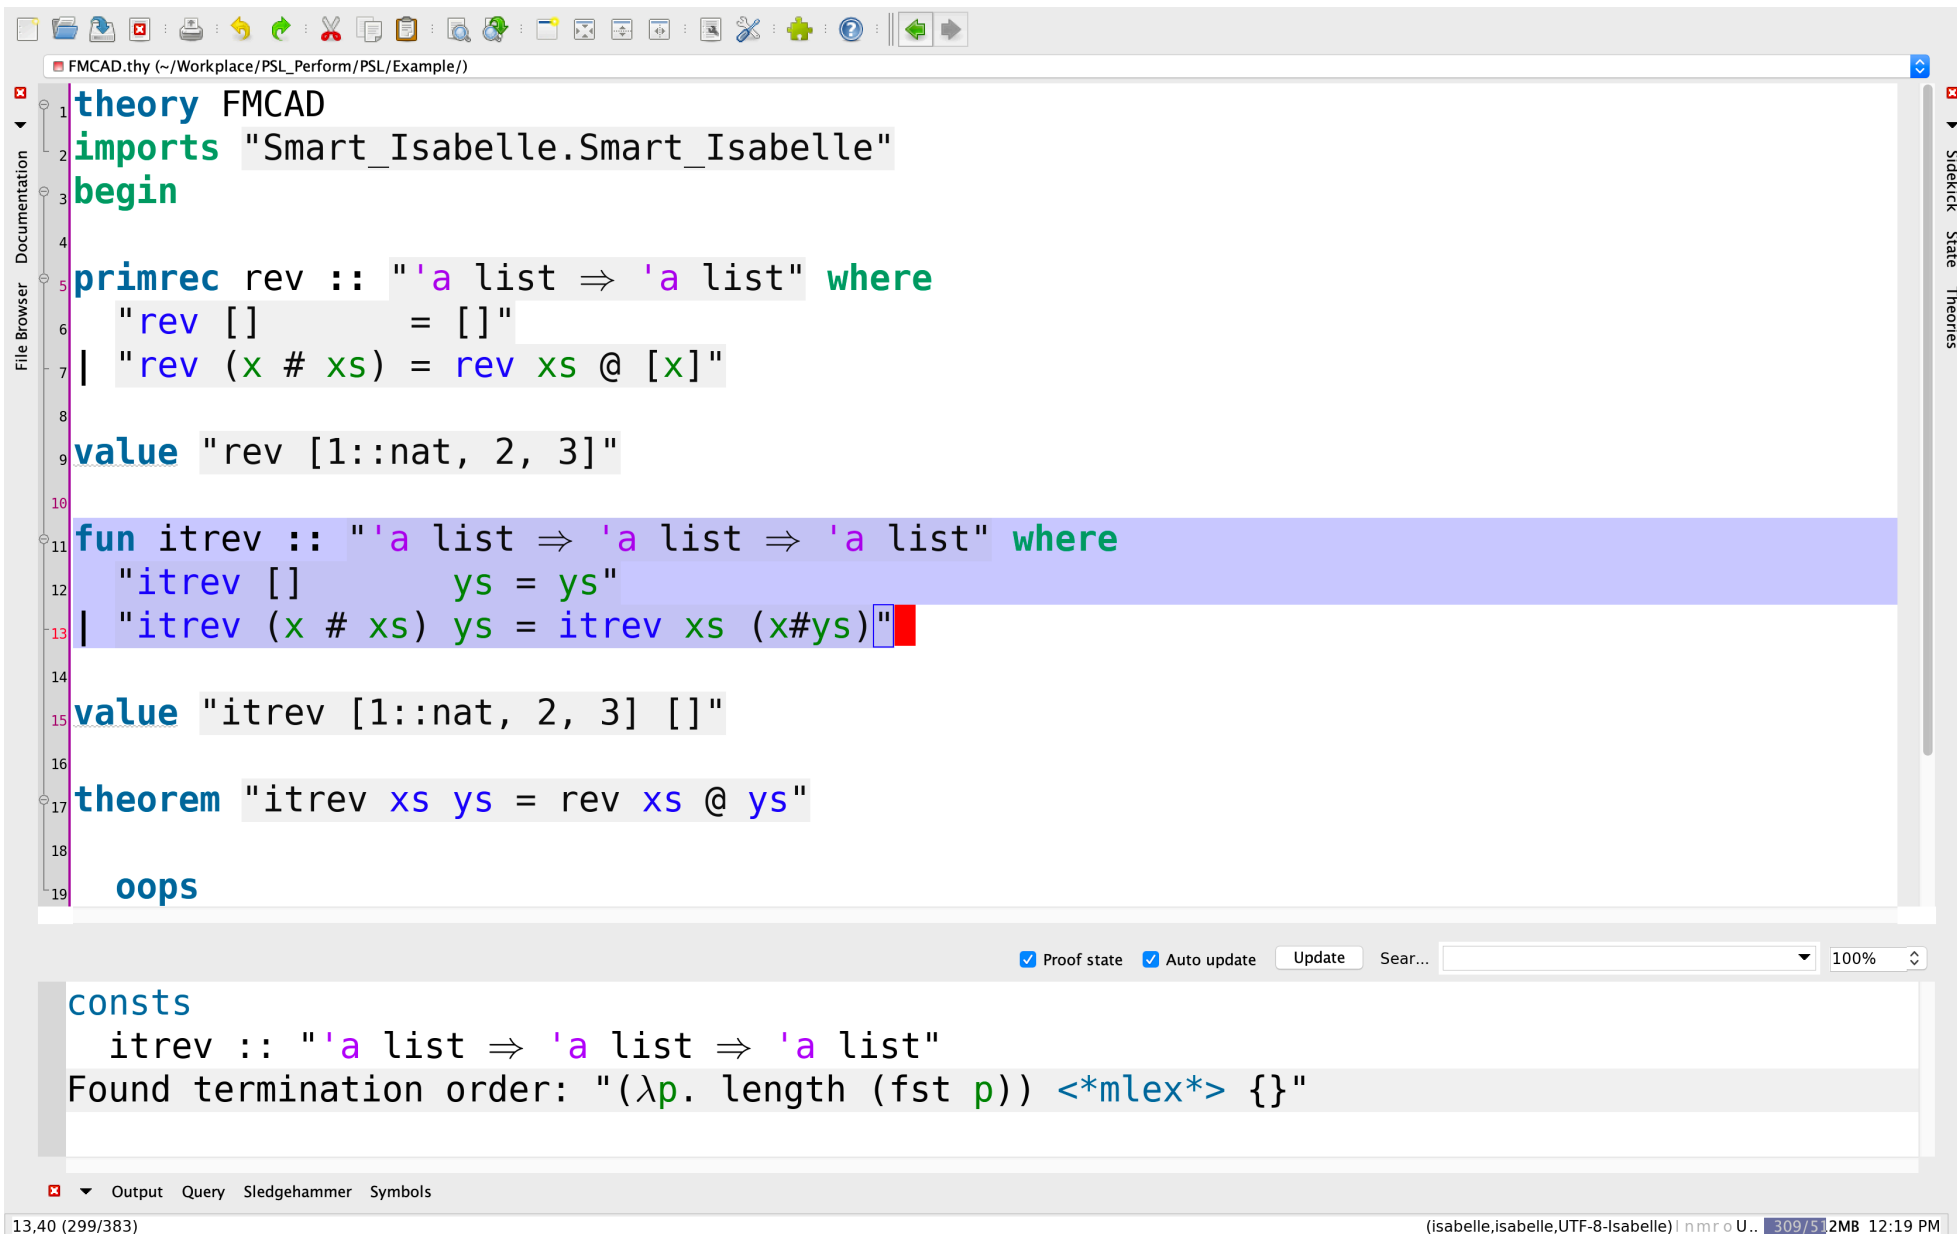 FMCAD.thy (~/Workplace/PSL_Perform/PSL/Example/)
1 theory FMCAD
2 imports "Smart_Isabelle.Smart_Isabelle"
3 begin
4
5 primrec rev :: "'a list ⇒ 'a list" where
6 "rev [] = []"
7 | "rev (x # xs) = rev xs @ [x]"
8
9 value "rev [1::nat, 2, 3]"
10
11 fun itrev :: "'a list ⇒ 'a list ⇒ 'a list" where
12 "itrev [] ys = ys"
13 | "itrev (x # xs) ys = itrev xs (x#ys)"
14
15 value "itrev [1::nat, 2, 3] []"
16
17 theorem "itrev xs ys = rev xs @ ys"
18
19 oops
Documentation
File Browser
Sidekick
State
Theories
Proof state Auto update Update Sear... 100%
consts
itrev :: "'a list ⇒ 'a list ⇒ 'a list"
Found termination order: "(λp. length (fst p)) <*mlex*> {}"
Output Query Sledgehammer Symbols
13,40 (299/383) (isabelle,isabelle,UTF-8-Isabelle) n m r o U.. 309/512MB 12:19 PM